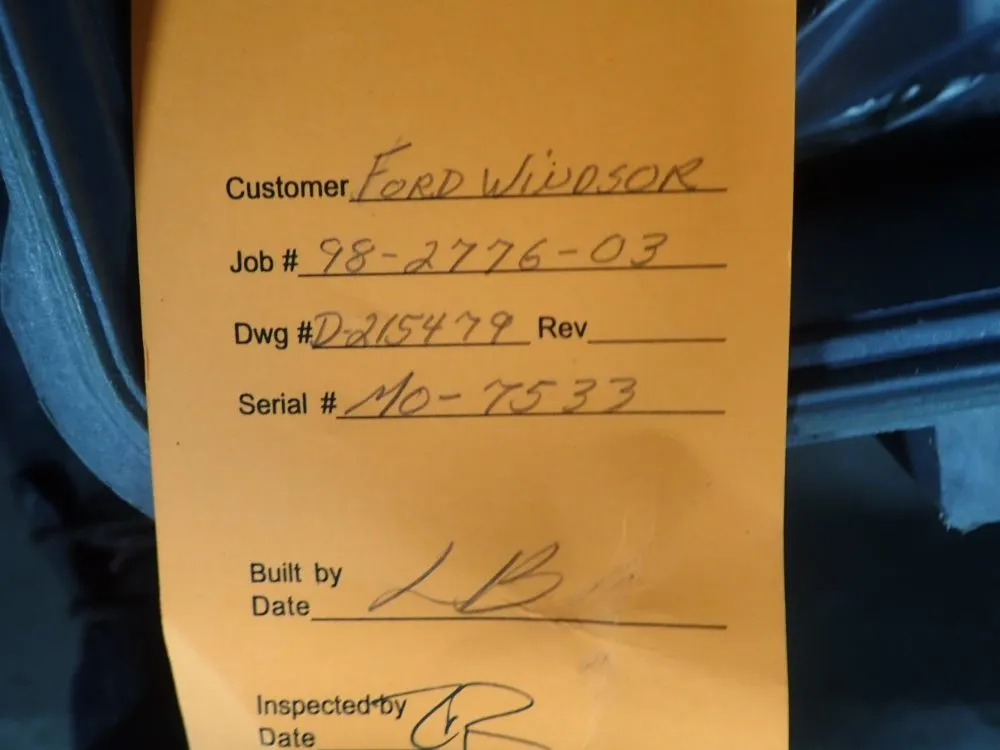 Customer FORD WINDSOR
Job # 98-2776-03
Dwg # D-215479 Rev
Serial # MO-7533
Built by LB
Date
Inspected by
Date